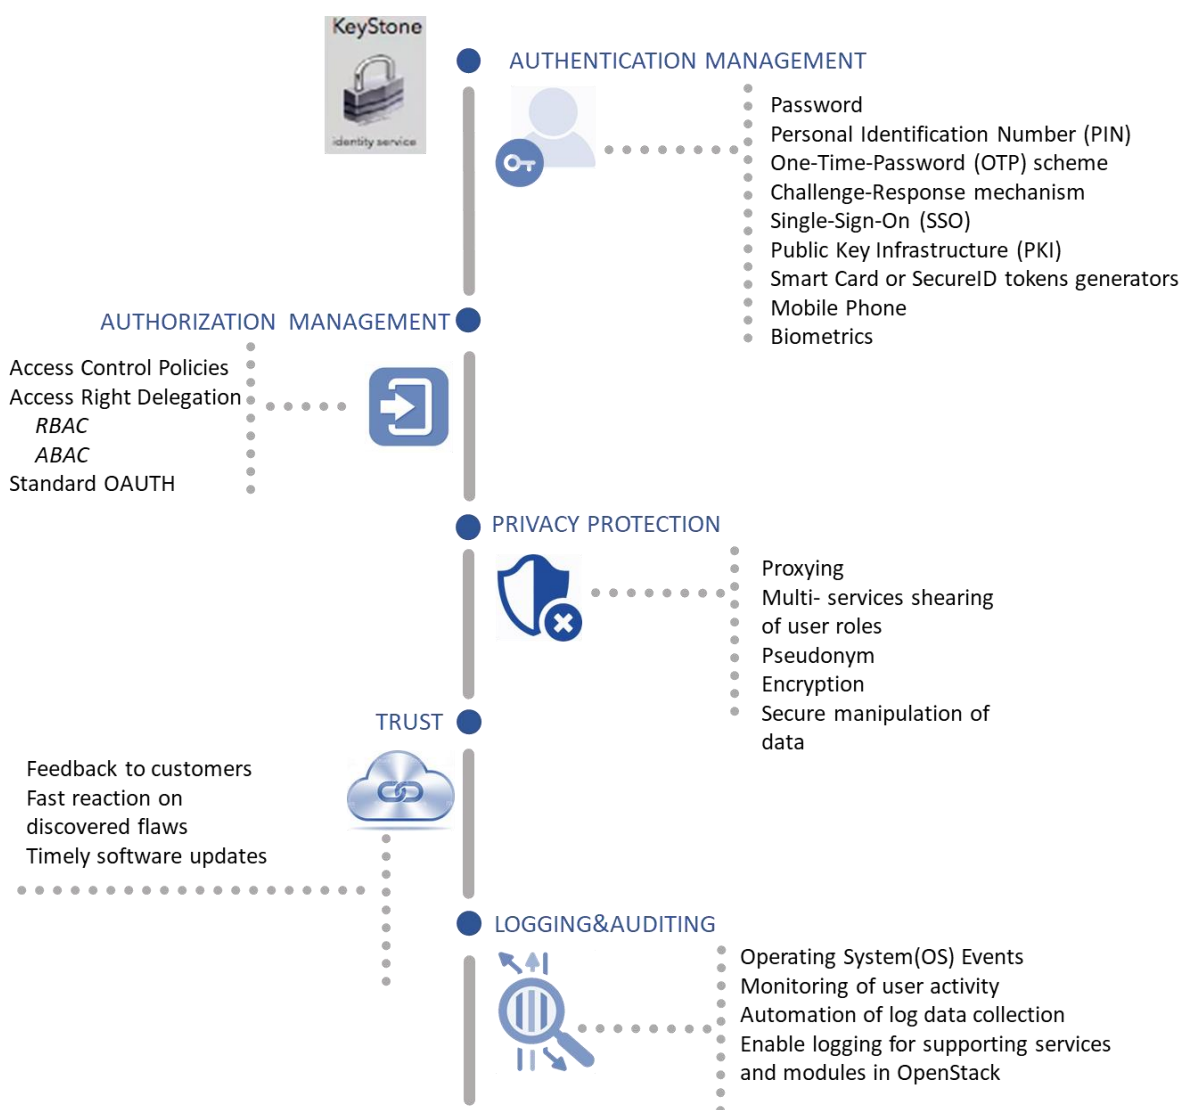 KeyStone
identity service
AUTHENTICATION MANAGEMENT
Password
Personal Identification Number (PIN)
One-Time-Password (OTP) scheme
Challenge-Response mechanism
Single-Sign-On (SSO)
Public Key Infrastructure (PKI)
Smart Card or SecureID tokens generators
Mobile Phone
Biometrics
AUTHORIZATION MANAGEMENT
Access Control Policies
Access Right Delegation
RBAC
ABAC
Standard OAUTH
PRIVACY PROTECTION
Proxying
Multi- services shearing
of user roles
Pseudonym
Encryption
Secure manipulation of
data
TRUST
Feedback to customers
Fast reaction on
discovered flaws
Timely software updates
LOGGING&AUDITING
Operating System(OS) Events
Monitoring of user activity
Automation of log data collection
Enable logging for supporting services
and modules in OpenStack